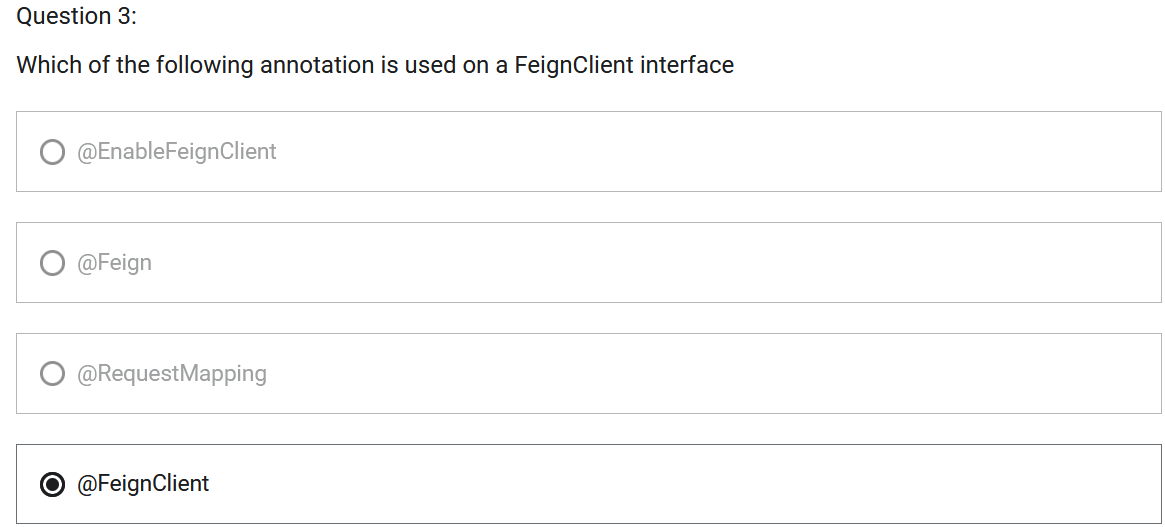 Question 3:
Which of the following annotation is used on a FeignClient interface
@EnableFeignClient
@Feign
@RequestMapping
@FeignClient